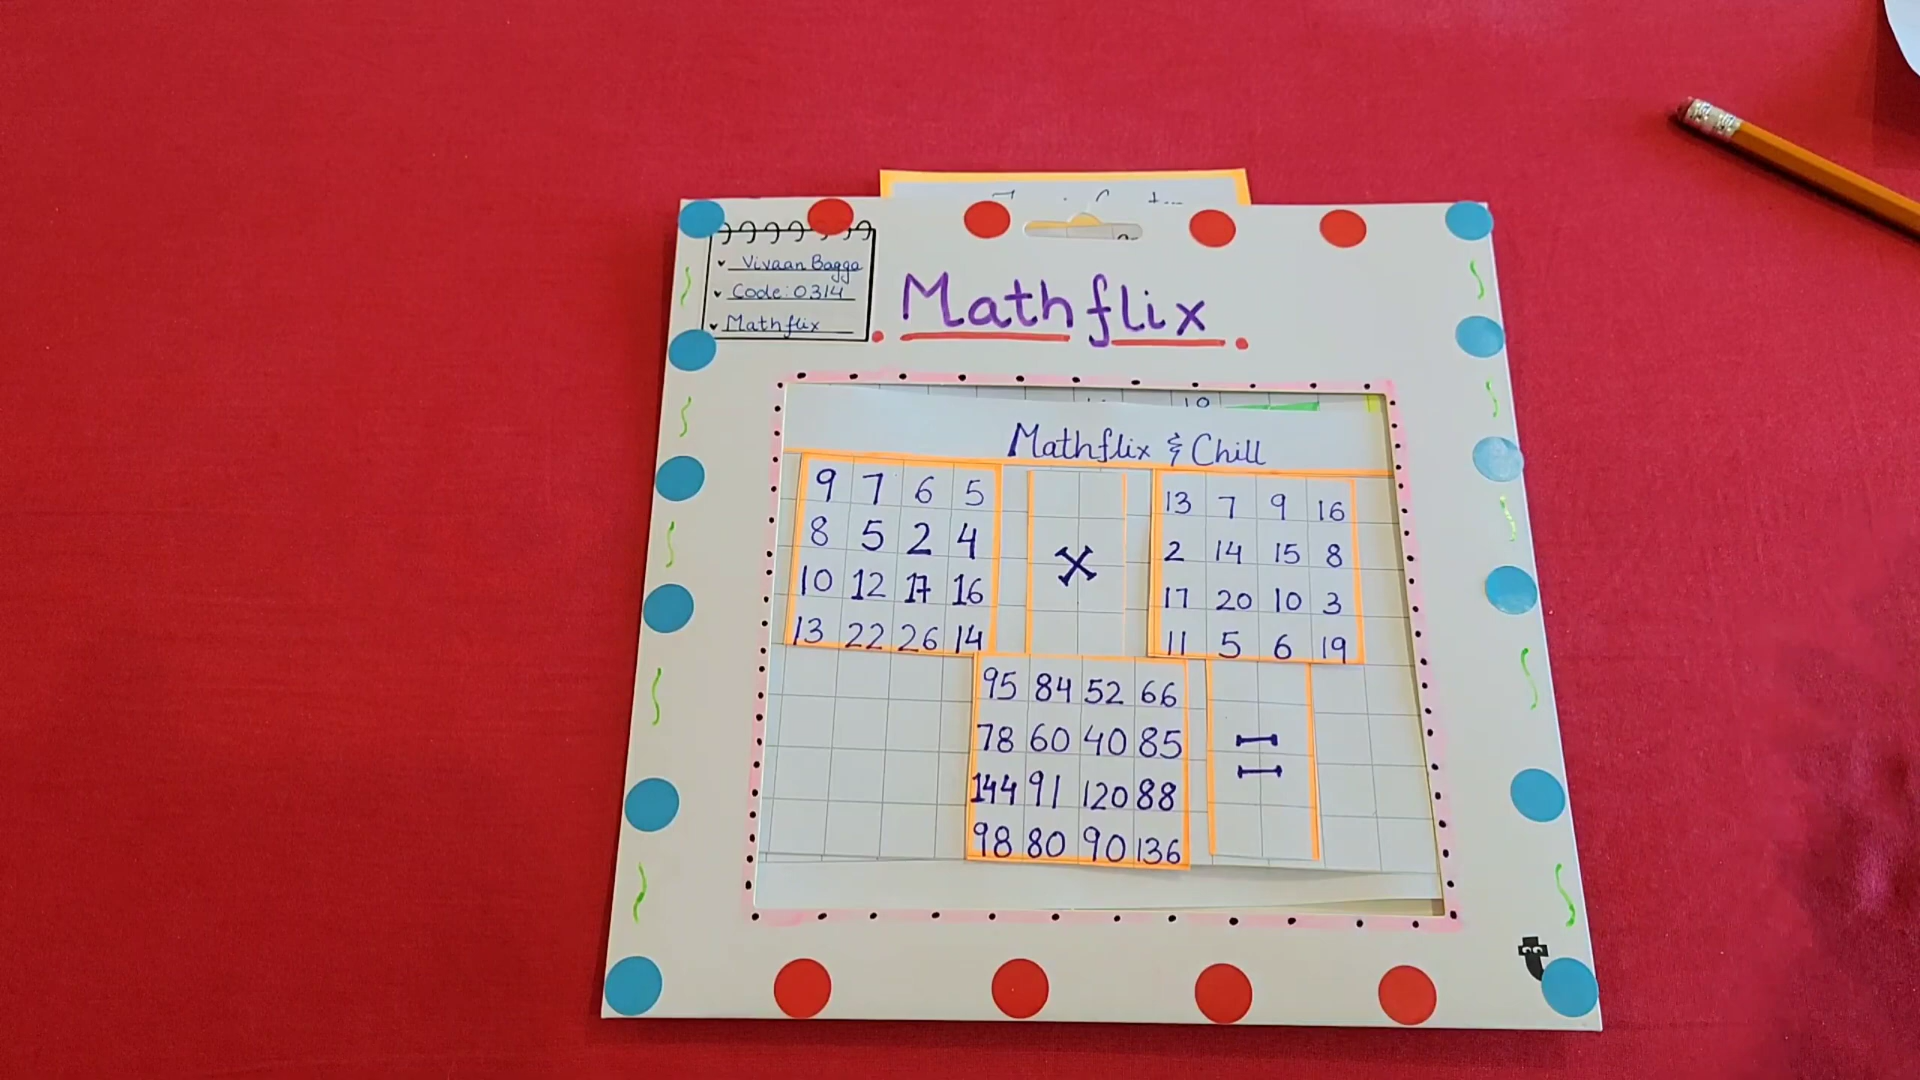 Vivaan Bagga
Code: 0314
Mathflix
Mathflix
10
Mathflix & Chill
9 7 6 5
8 5 2 4
10 12 17 16
13 22 26 14
×
13 7 9 16
2 14 15 8
17 20 10 3
11 5 6 19
95 84 52 66
78 60 40 85
144 91 120 88
98 80 90 136
=